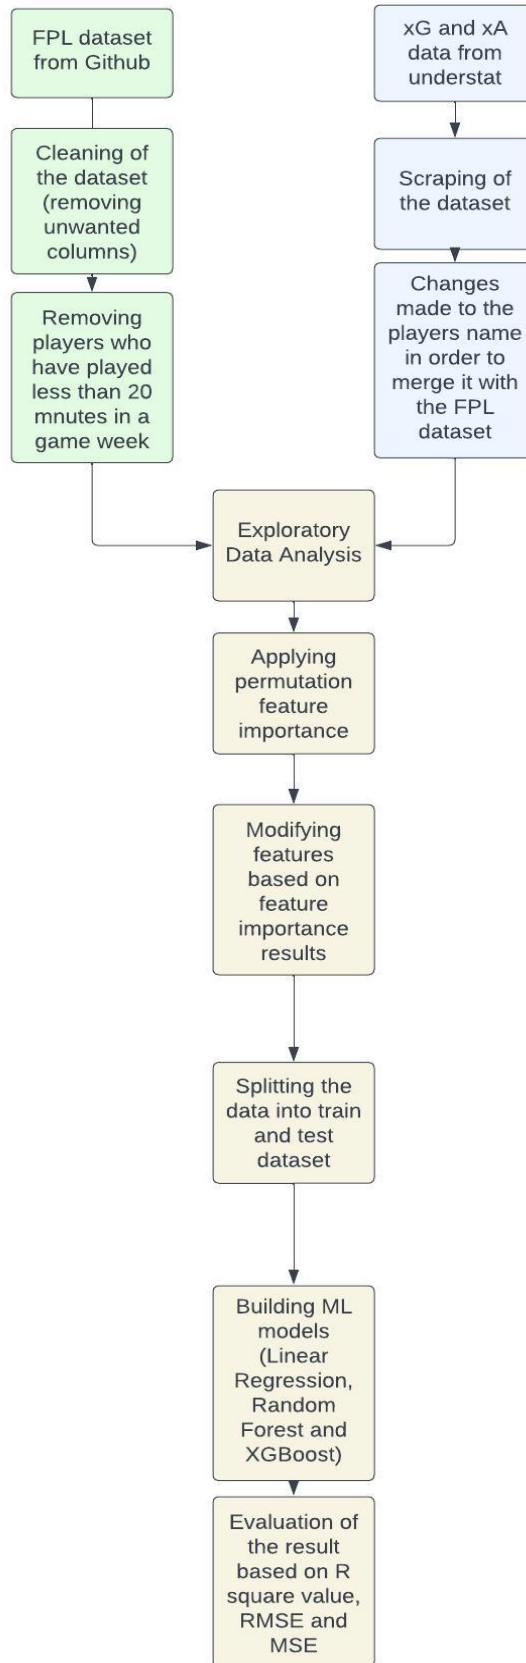 FPL dataset
from Github
xG and xA
data from
understat
Cleaning of
the dataset
(removing
unwanted
columns)
Scraping of
the dataset
Removing
players who
have played
less than 20
mnutes in a
game week
Changes
made to the
players name
in order to
merge it with
the FPL
dataset
Exploratory
Data Analysis
Applying
permutation
feature
importance
Modifying
features
based on
feature
importance
results
Splitting the
data into train
and test
dataset
Building ML
models
(Linear
Regression,
Random
Forest and
XGBoost)
Evaluation of
the result
based on R
square value,
RMSE and
MSE